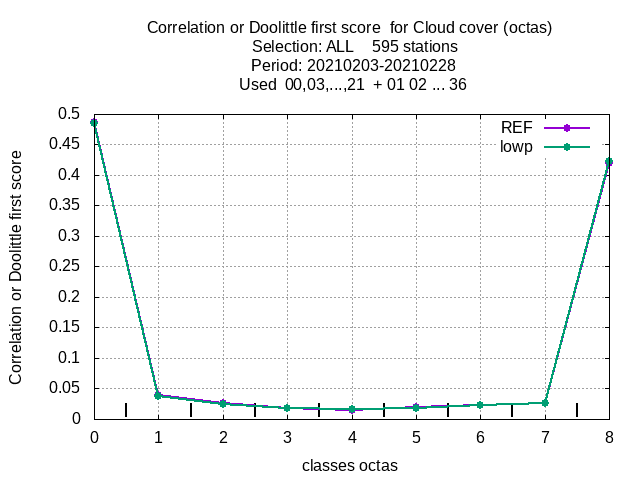 Correlation or Doolittle first score  for Cloud cover (octas)
Selection: ALL    595 stations
Period: 20210203-20210228
Used  00,03,...,21  + 01 02 ... 36
REF
lowp
Correlation or Doolittle first score
0.5
0.45
0.4
0.35
0.3
0.25
0.2
0.15
0.1
0.05
0
0 1 2 3 4 5 6 7 8
classes octas